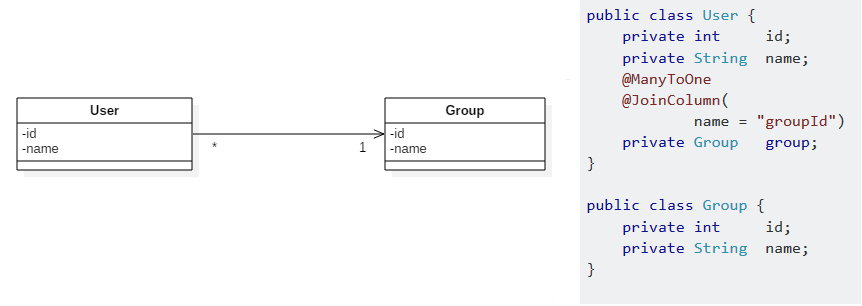 User
-id
-name
*
1
Group
-id
-name
public class User {
    private int     id;
    private String  name;
    @ManyToOne
    @JoinColumn(
            name = "groupId")
    private Group   group;
}
public class Group {
    private int     id;
    private String  name;
}